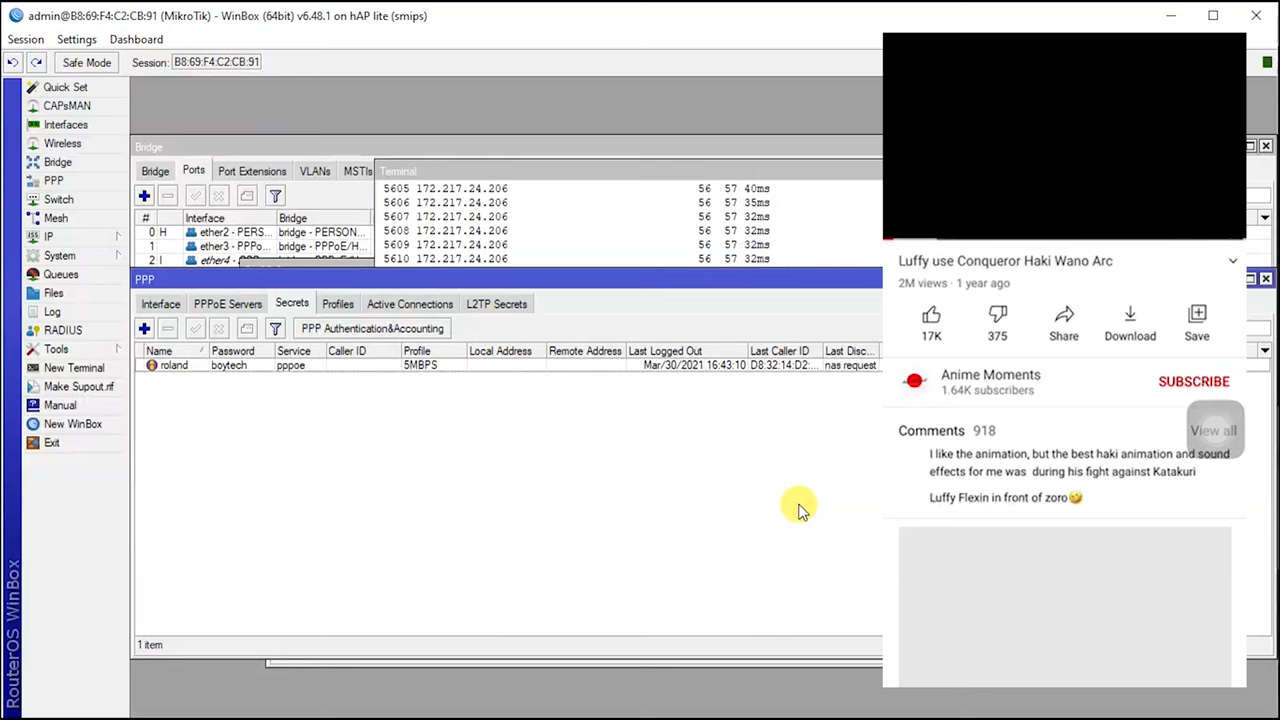 admin@B8:69:F4:C2:CB:91 (MikroTik) - WinBox (64bit) v6.48.1 on hAP lite (smips)
Session Settings Dashboard
Safe Mode Session: B8:69:F4:C2:CB:91
Quick Set
CAPsMAN
Interfaces
Wireless
Bridge
PPP
Switch
Mesh
IP
System
Queues
Files
Log
RADIUS
Tools
New Terminal
Make Supout.rif
Manual
New WinBox
Exit
RouterOS WinBox
Bridge
Bridge Ports Port Extensions VLANs MSTIs
# Interface Bridge
0 H ether2 - PERS... bridge - PERSON...
1 ether3 - PPPo... bridge - PPPoE/H...
2 I ether4 -
Terminal
5605 172.217.24.206 56 57 40ms
5606 172.217.24.206 56 57 35ms
5607 172.217.24.206 56 57 32ms
5608 172.217.24.206 56 57 32ms
5609 172.217.24.206 56 57 32ms
5610 172.217.24.206 56 57 32ms
PPP
Interface PPPoE Servers Secrets Profiles Active Connections L2TP Secrets
PPP Authentication&Accounting
Name Password Service Caller ID Profile Local Address Remote Address Last Logged Out Last Caller ID Last Disc...
roland boytech pppoe 5MBPS Mar/30/2021 16:43:10 D8:32:14:D2:... nas request
1 item
Luffy use Conqueror Haki Wano Arc
2M views · 1 year ago
17K 375 Share Download Save
Anime Moments
1.64K subscribers
SUBSCRIBE
Comments 918
View all
I like the animation, but the best haki animation and sound
effects for me was during his fight against Katakuri
Luffy Flexin in front of zoro🤣